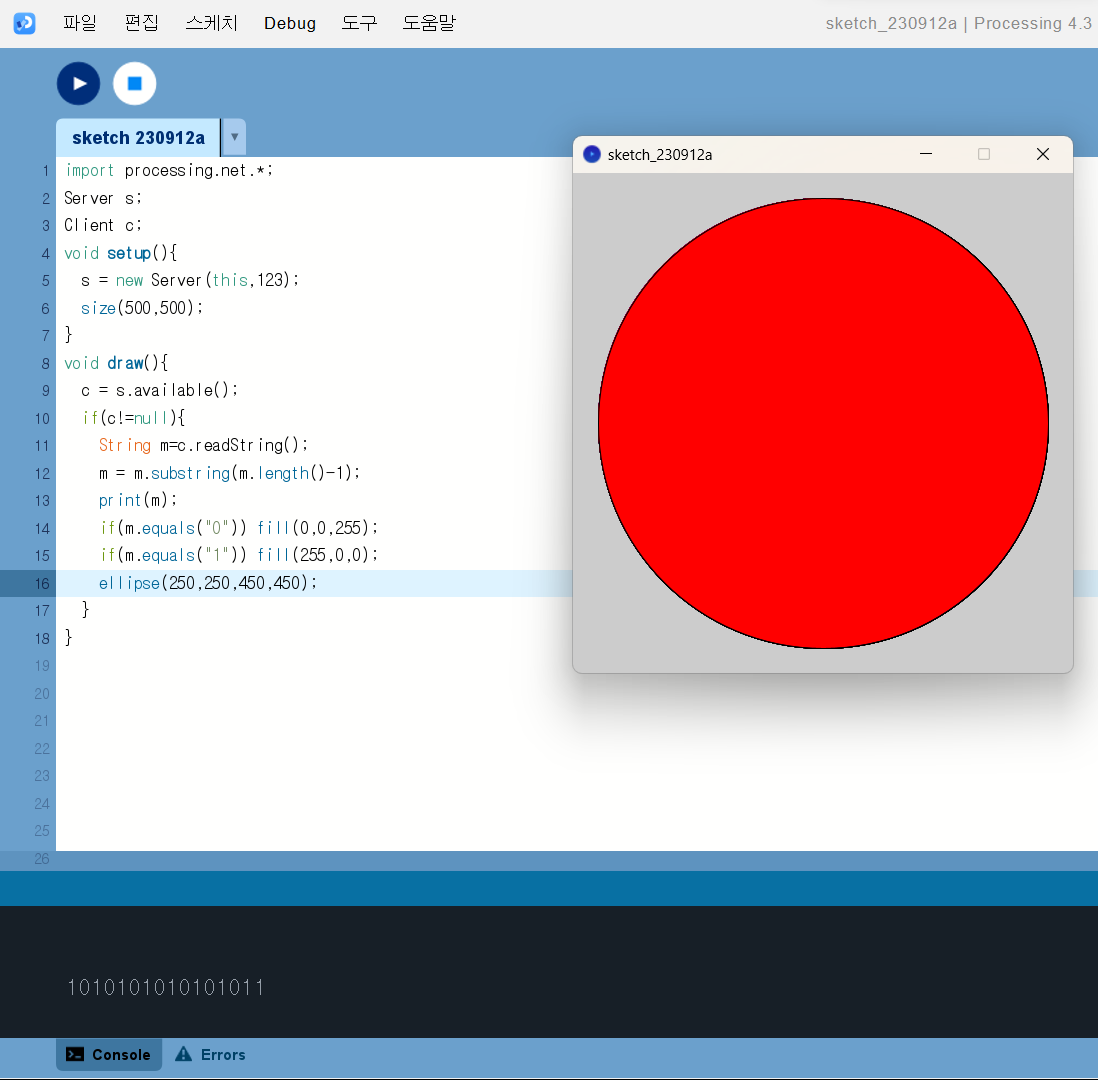 파일 편집 스케치 Debug 도구 도움말 sketch_230912a | Processing 4.3
sketch 230912a
sketch_230912a
1 import processing.net.*;
2 Server s;
3 Client c;
4 void setup(){
5 s = new Server(this,123);
6 size(500,500);
7 }
8 void draw(){
9 c = s.available();
10 if(c!=null){
11 String m=c.readString();
12 m = m.substring(m.length()-1);
13 print(m);
14 if(m.equals("0")) fill(0,0,255);
15 if(m.equals("1")) fill(255,0,0);
16 ellipse(250,250,450,450);
17 }
18 }
19
20
21
22
23
24
25
26
1010101010101011
Console Errors